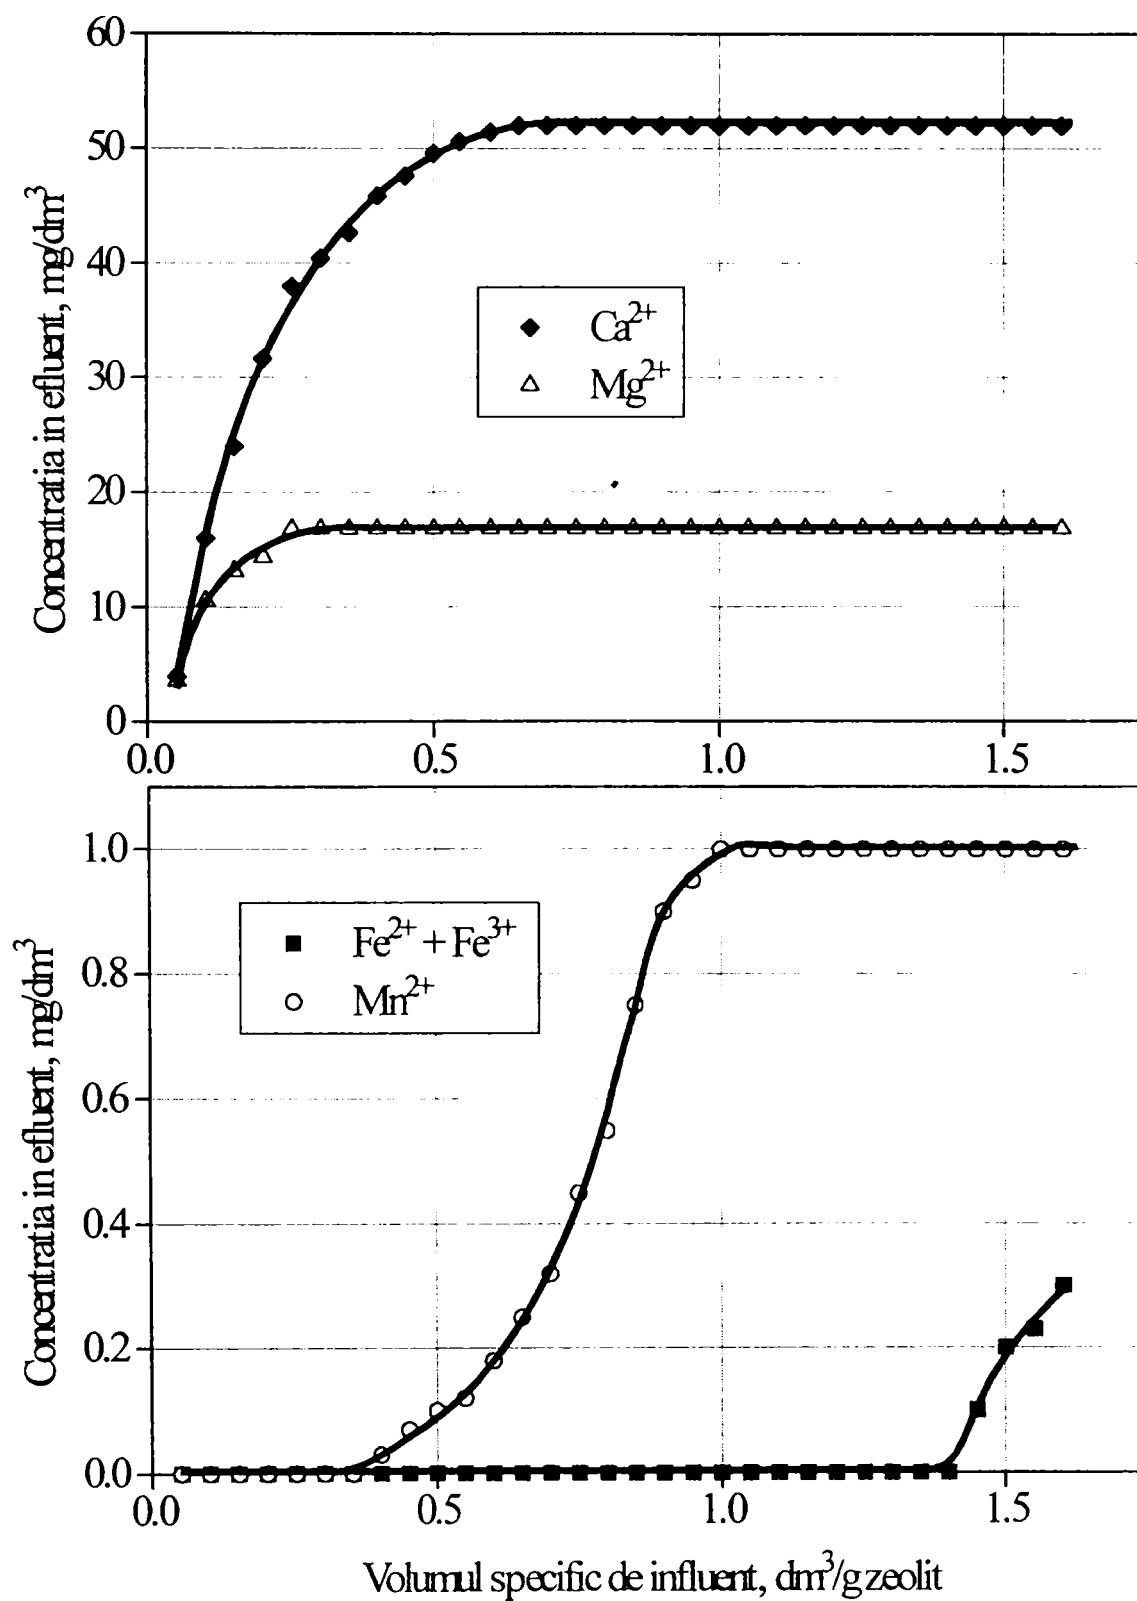 60
50
40
30
20
10
0
Concentratia in efluent, mg/dm³
Ca²⁺
Mg²⁺
0.0 0.5 1.0 1.5
1.0
0.8
0.6
0.4
0.2
0.0
Concentratia in efluent, mg/dm³
Fe²⁺ + Fe³⁺
Mn²⁺
0.0 0.5 1.0 1.5
Volumul specific de influent, dm³/g zeolit